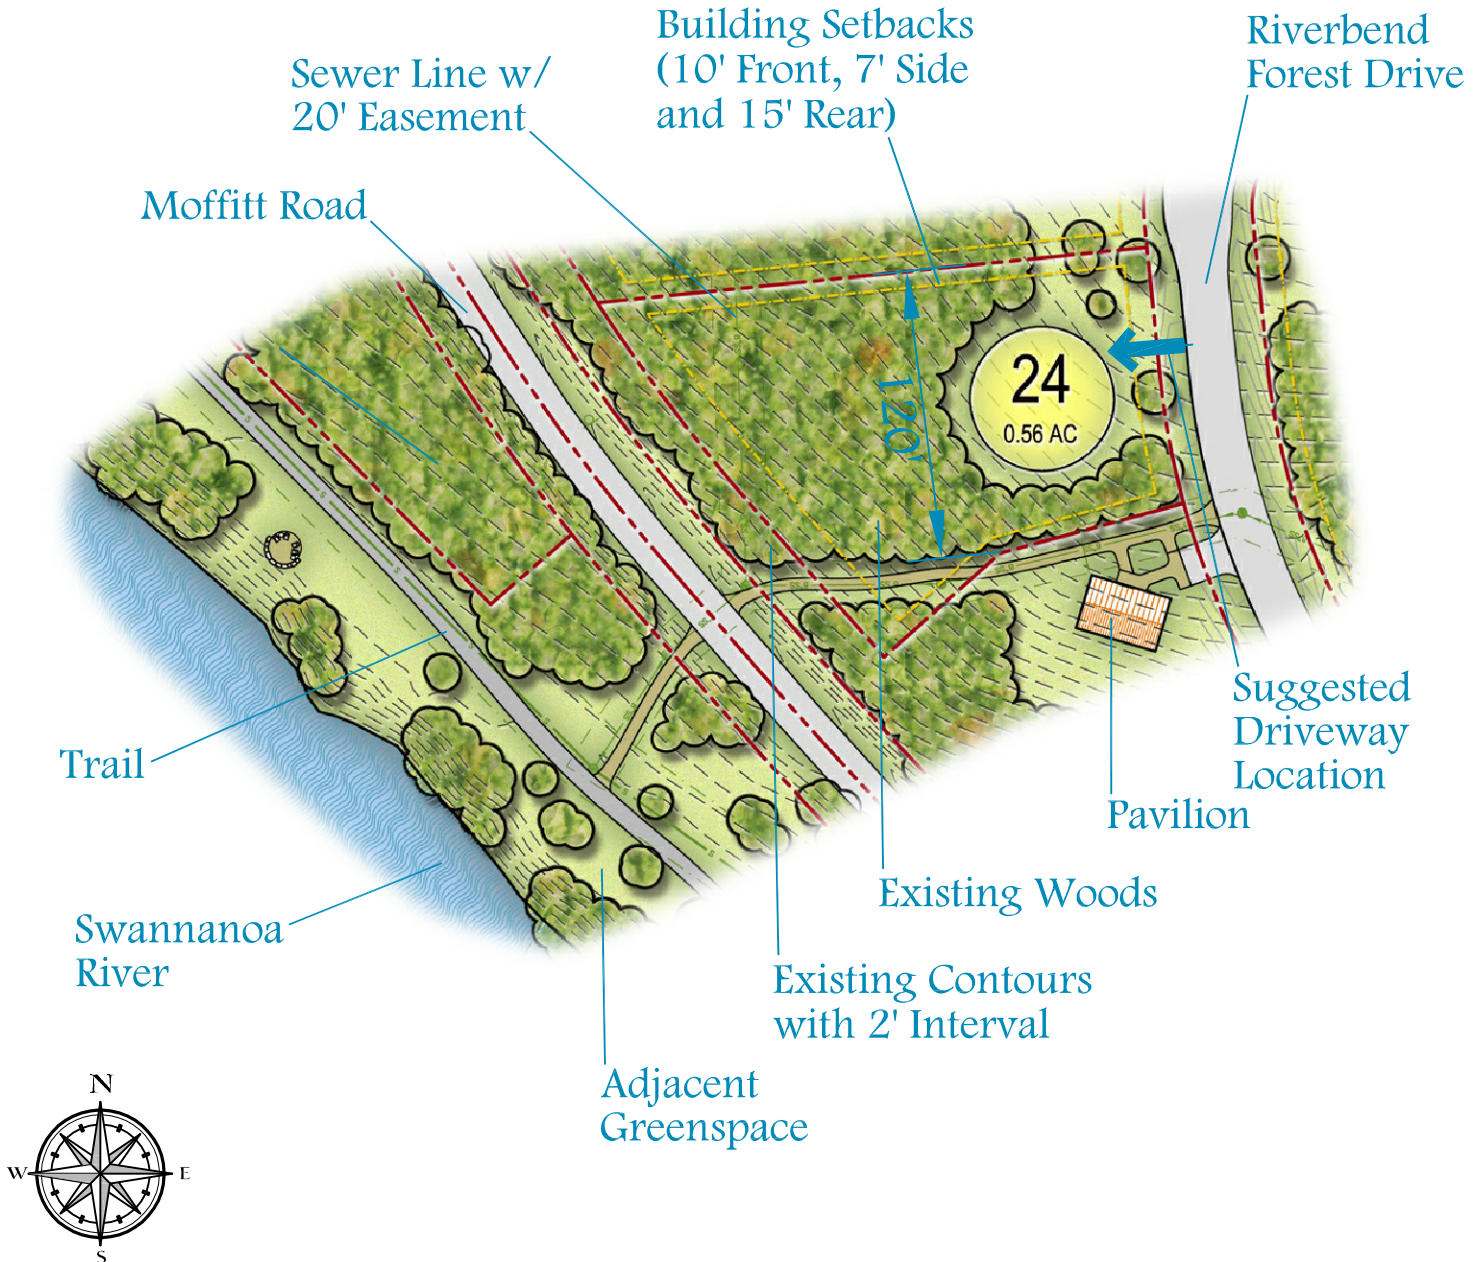 Building Setbacks
(10' Front, 7' Side
and 15' Rear)
Riverbend
Forest Drive
Sewer Line w/
20' Easement
Moffitt Road
24
0.56 AC
120'
Suggested
Driveway
Location
Trail
Pavilion
Existing Woods
Swannanoa
River
Existing Contours
with 2' Interval
Adjacent
Greenspace
N
W
E
S